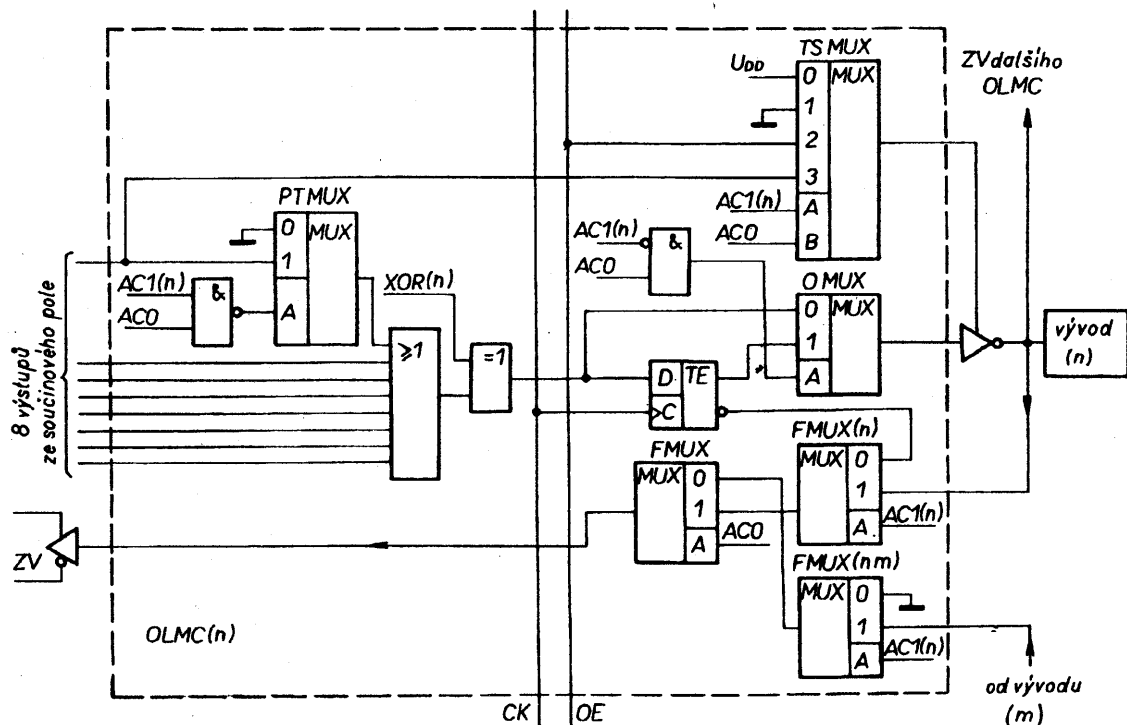 TS MUX
UDD
0
MUX
1
2
3
AC1(n)
A
AC0
B
ZV dalšího
OLMC
PT MUX
0
MUX
1
AC1(n)
&
AC0
A
XOR(n)
≥1
=1
8 výstupů
ze součinového pole
AC1(n)
&
AC0
O MUX
0
MUX
1
A
D
TE
C
vývod
(n)
FMUX
MUX
0
1
A
AC0
FMUX(n)
MUX
0
1
A
AC1(n)
FMUX(nm)
MUX
0
1
A
AC1(n)
ZV
OLMC(n)
CK
OE
od vývodu
(m)